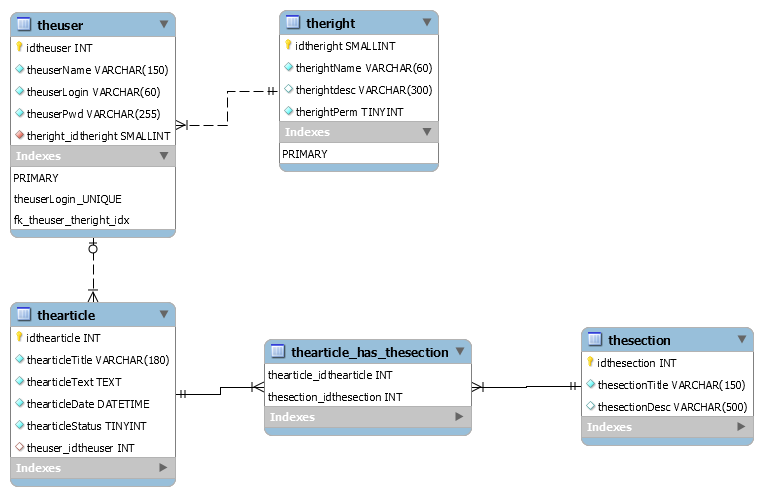 theuser
idtheuser INT
theuserName VARCHAR(150)
theuserLogin VARCHAR(60)
theuserPwd VARCHAR(255)
theright_idtheright SMALLINT
Indexes
PRIMARY
theuserLogin_UNIQUE
fk_theuser_theright_idx
theright
idtheright SMALLINT
therightName VARCHAR(60)
therightdesc VARCHAR(300)
therightPerm TINYINT
Indexes
PRIMARY
thearticle
idthearticle INT
thearticleTitle VARCHAR(180)
thearticleText TEXT
thearticleDate DATETIME
thearticleStatus TINYINT
theuser_idtheuser INT
Indexes
thearticle_has_thesection
thearticle_idthearticle INT
thesection_idthesection INT
Indexes
thesection
idthesection INT
thesectionTitle VARCHAR(150)
thesectionDesc VARCHAR(500)
Indexes